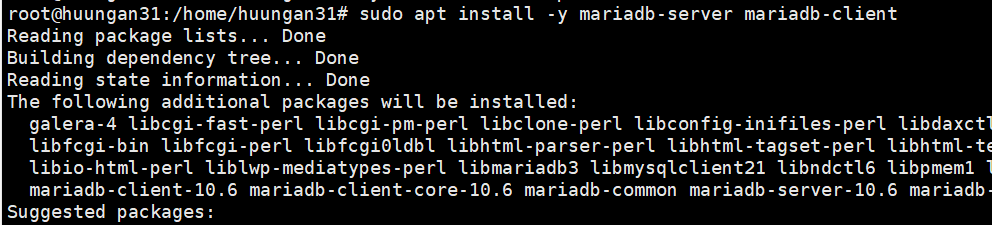 root@huungan31:/home/huungan31# sudo apt install -y mariadb-server mariadb-client
Reading package lists... Done
Building dependency tree... Done
Reading state information... Done
The following additional packages will be installed:
galera-4 libcgi-fast-perl libcgi-pm-perl libclone-perl libconfig-inifiles-perl libdaxctl
libfcgi-bin libfcgi-perl libfcgi0ldbl libhtml-parser-perl libhtml-tagset-perl libhtml-te
libio-html-perl liblwp-mediatypes-perl libmariadb3 libmysqlclient21 libndctl6 libpmem1 l
mariadb-client-10.6 mariadb-client-core-10.6 mariadb-common mariadb-server-10.6 mariadb-
Suggested packages: